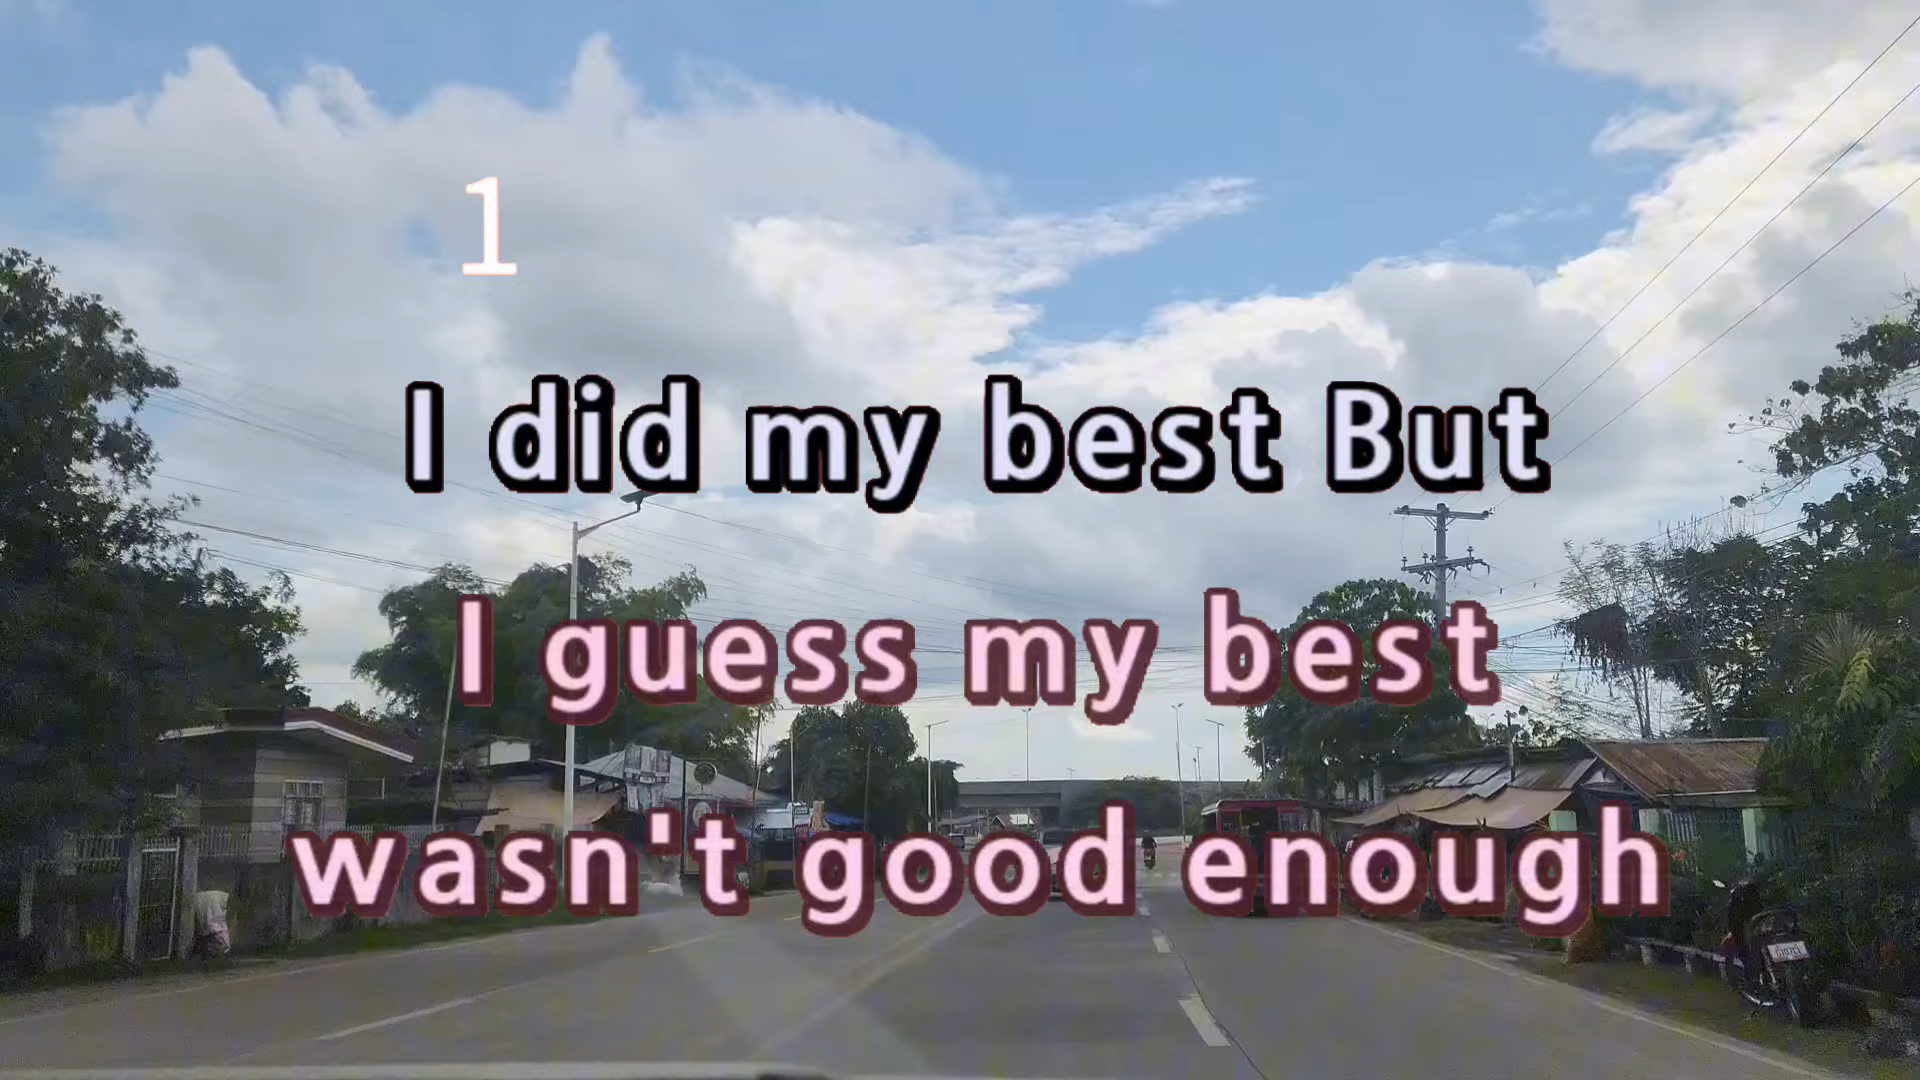 1
I did my best But
I guess my best
wasn't good enough